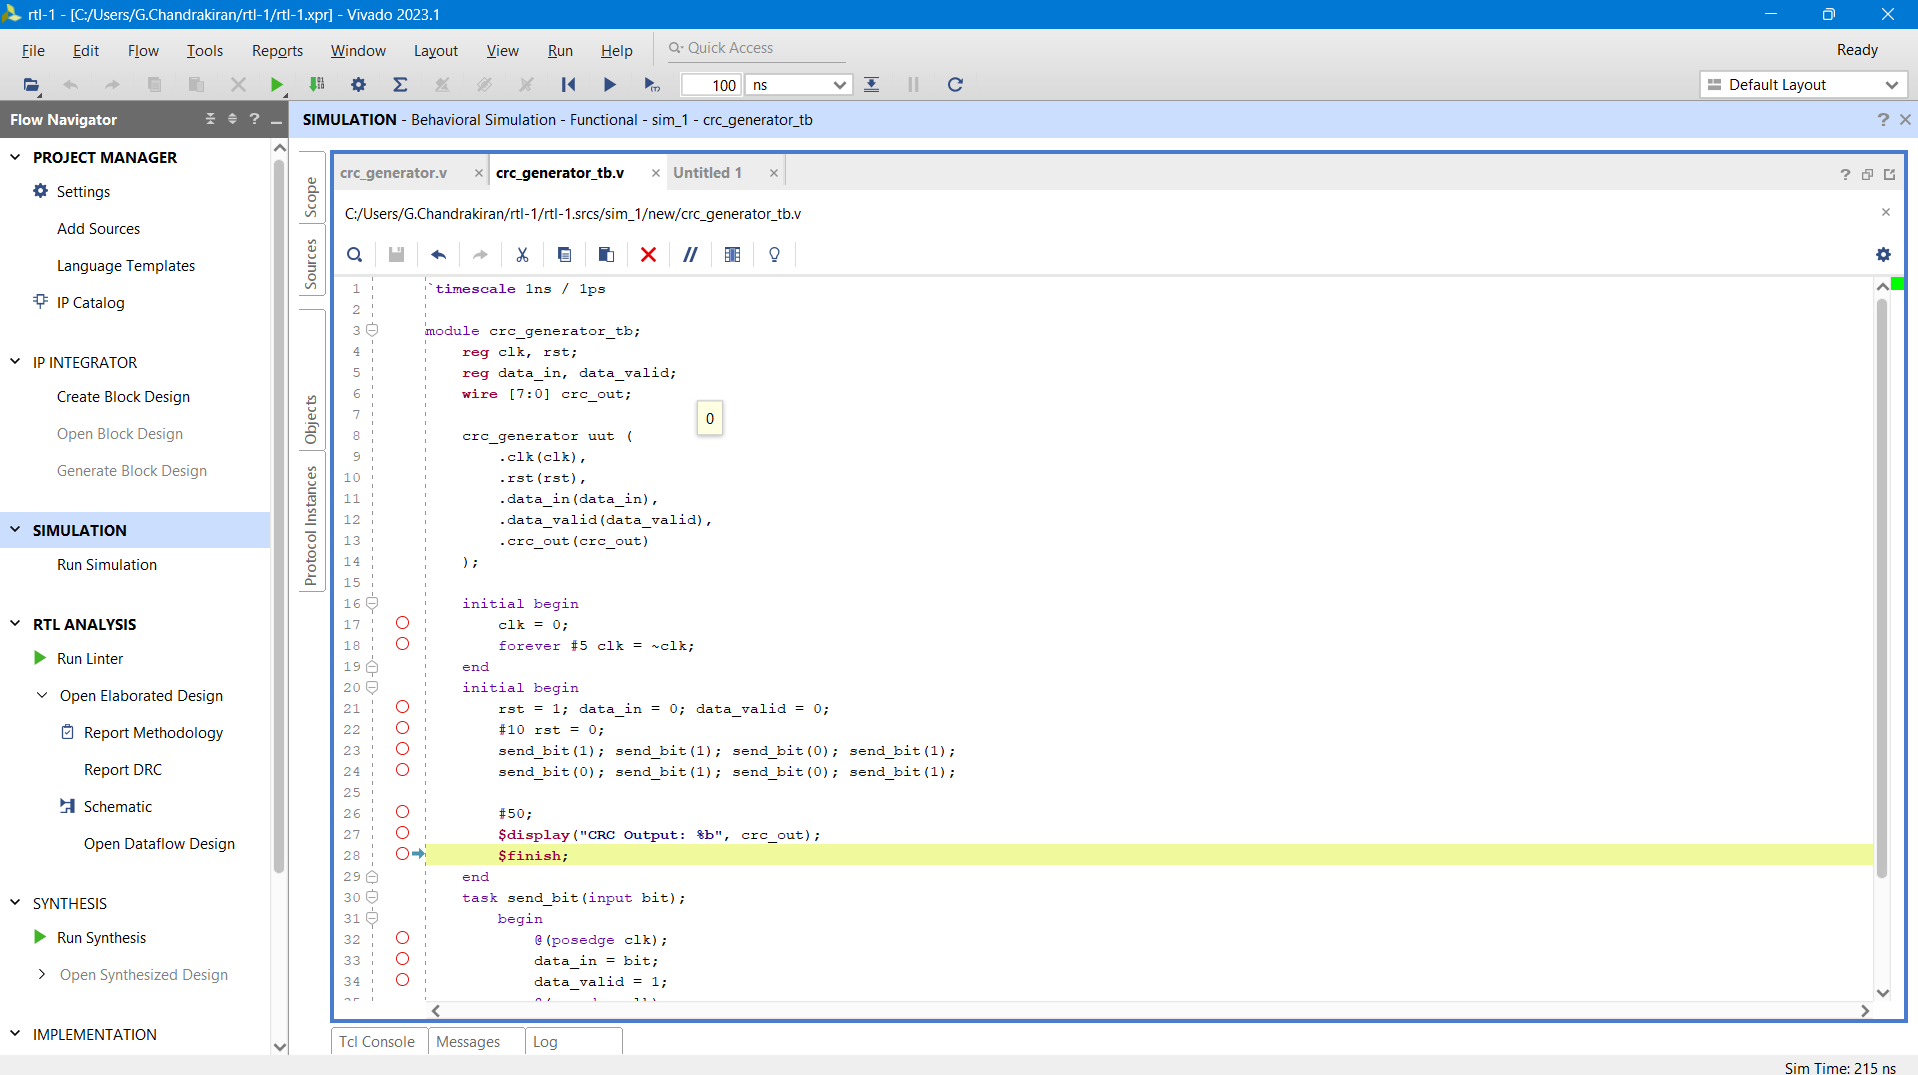 rtl-1 - [C:/Users/G.Chandrakiran/rtl-1/rtl-1.xpr] - Vivado 2023.1
File Edit Flow Tools Reports Window Layout View Run Help Quick Access Ready
100 ns Default Layout
Flow Navigator
SIMULATION - Behavioral Simulation - Functional - sim_1 - crc_generator_tb
PROJECT MANAGER
Settings
Add Sources
Language Templates
IP Catalog
IP INTEGRATOR
Create Block Design
Open Block Design
Generate Block Design
SIMULATION
Run Simulation
RTL ANALYSIS
Run Linter
Open Elaborated Design
Report Methodology
Report DRC
Schematic
Open Dataflow Design
SYNTHESIS
Run Synthesis
Open Synthesized Design
IMPLEMENTATION
Scope
Sources
Objects
Protocol Instances
crc_generator.v crc_generator_tb.v Untitled 1
C:/Users/G.Chandrakiran/rtl-1/rtl-1.srcs/sim_1/new/crc_generator_tb.v
1 `timescale 1ns / 1ps
2
3 module crc_generator_tb;
4 reg clk, rst;
5 reg data_in, data_valid;
6 wire [7:0] crc_out;
7
0
8 crc_generator uut (
9 .clk(clk),
10 .rst(rst),
11 .data_in(data_in),
12 .data_valid(data_valid),
13 .crc_out(crc_out)
14 );
15
16 initial begin
17 clk = 0;
18 forever #5 clk = ~clk;
19 end
20 initial begin
21 rst = 1; data_in = 0; data_valid = 0;
22 #10 rst = 0;
23 send_bit(1); send_bit(1); send_bit(0); send_bit(1);
24 send_bit(0); send_bit(1); send_bit(0); send_bit(1);
25
26 #50;
27 $display("CRC Output: %b", crc_out);
28 $finish;
29 end
30 task send_bit(input bit);
31 begin
32 @(posedge clk);
33 data_in = bit;
34 data_valid = 1;
Tcl Console Messages Log
Sim Time: 215 ns